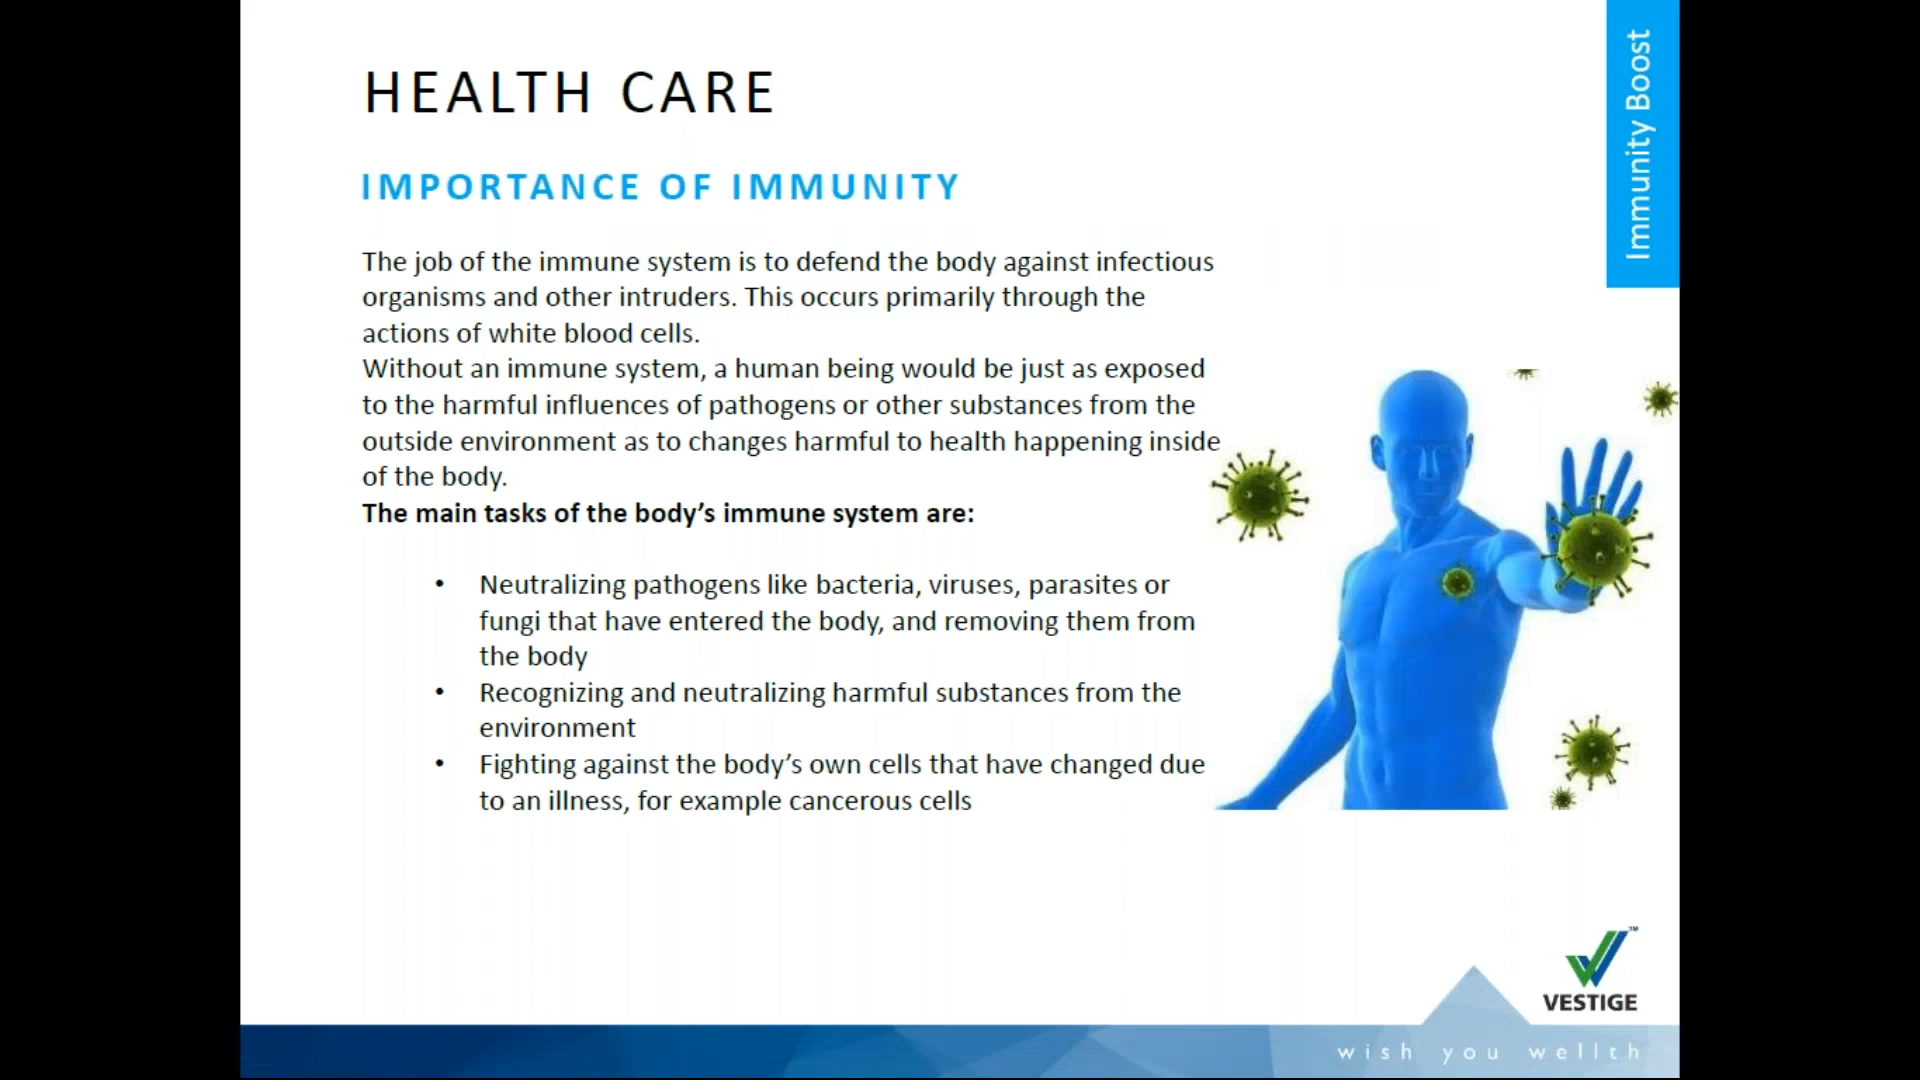 HEALTH CARE
Immunity Boost
IMPORTANCE OF IMMUNITY
The job of the immune system is to defend the body against infectious
organisms and other intruders. This occurs primarily through the
actions of white blood cells.
Without an immune system, a human being would be just as exposed
to the harmful influences of pathogens or other substances from the
outside environment as to changes harmful to health happening inside
of the body.
The main tasks of the body’s immune system are:
• Neutralizing pathogens like bacteria, viruses, parasites or
fungi that have entered the body, and removing them from
the body
• Recognizing and neutralizing harmful substances from the
environment
• Fighting against the body’s own cells that have changed due
to an illness, for example cancerous cells
TM
VESTIGE
wish you wellth